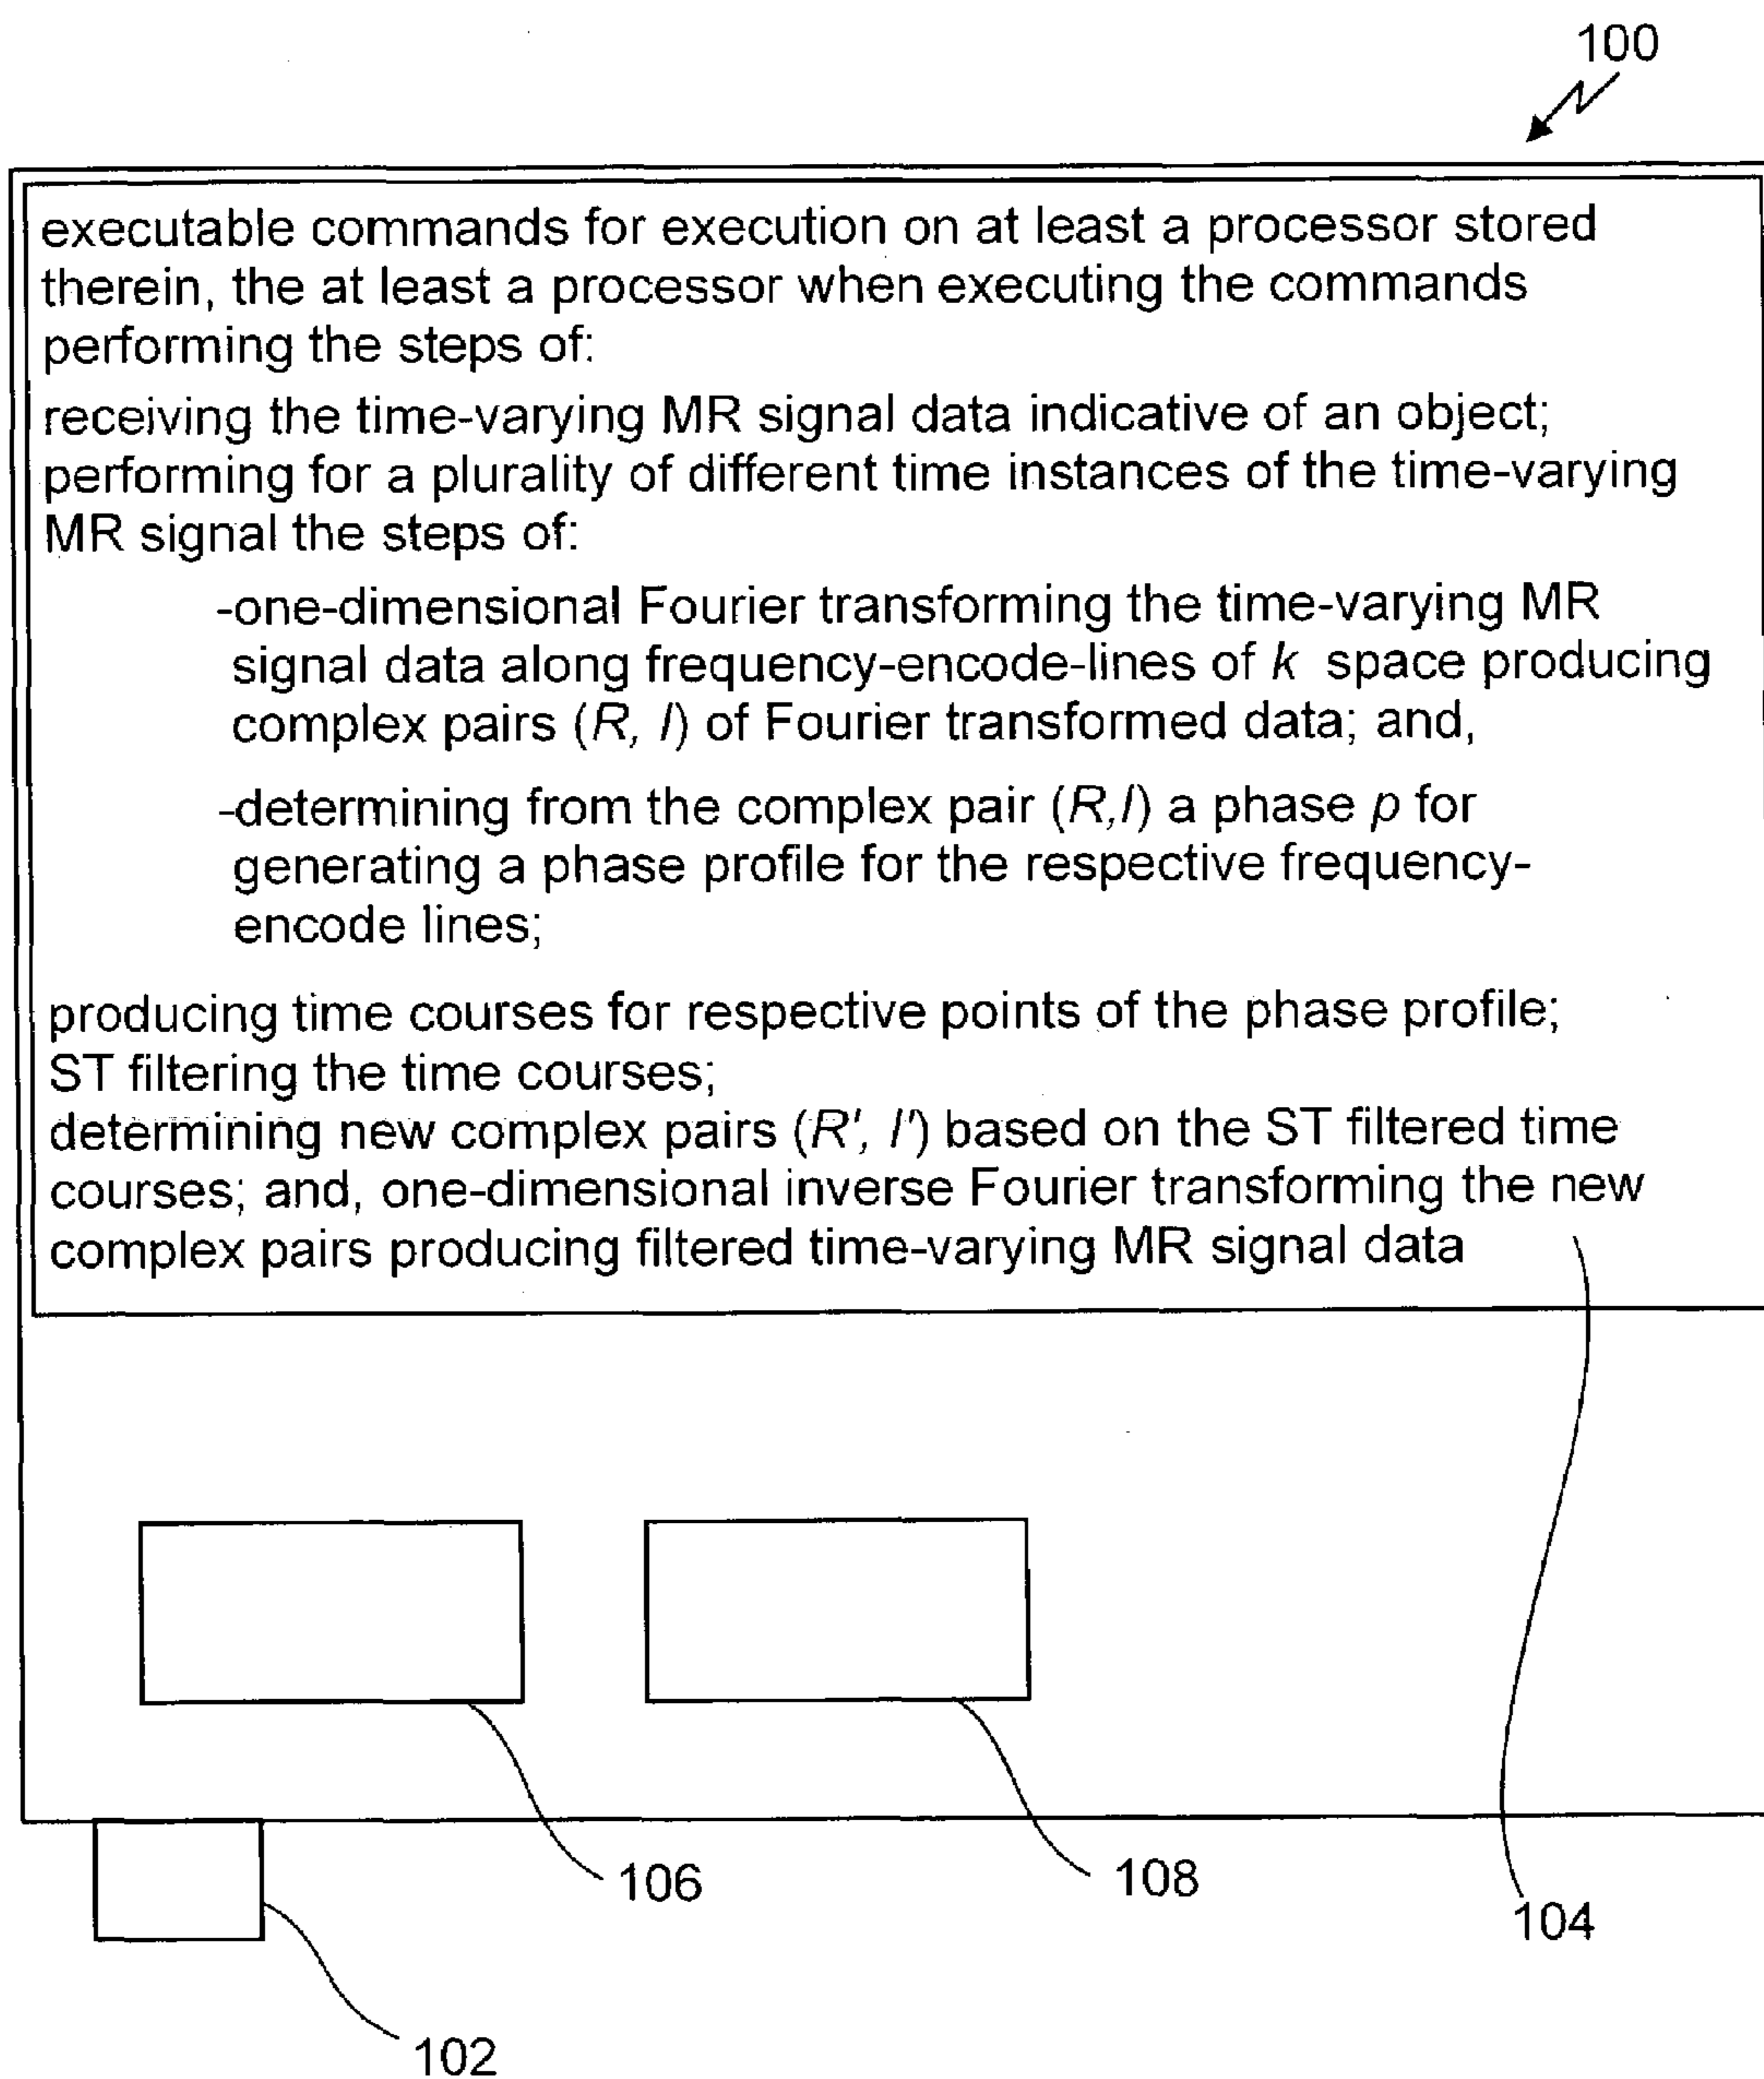 100
executable commands for execution on at least a processor stored
therein, the at least a processor when executing the commands
performing the steps of:
receiving the time-varying MR signal data indicative of an object;
performing for a plurality of different time instances of the time-varying
MR signal the steps of:
-one-dimensional Fourier transforming the time-varying MR
signal data along frequency-encode-lines of k space producing
complex pairs (R, I) of Fourier transformed data; and,
-determining from the complex pair (R,I) a phase p for
generating a phase profile for the respective frequency-
encode lines;
producing time courses for respective points of the phase profile;
ST filtering the time courses;
determining new complex pairs (R', I') based on the ST filtered time
courses; and, one-dimensional inverse Fourier transforming the new
complex pairs producing filtered time-varying MR signal data
106
108
104
102